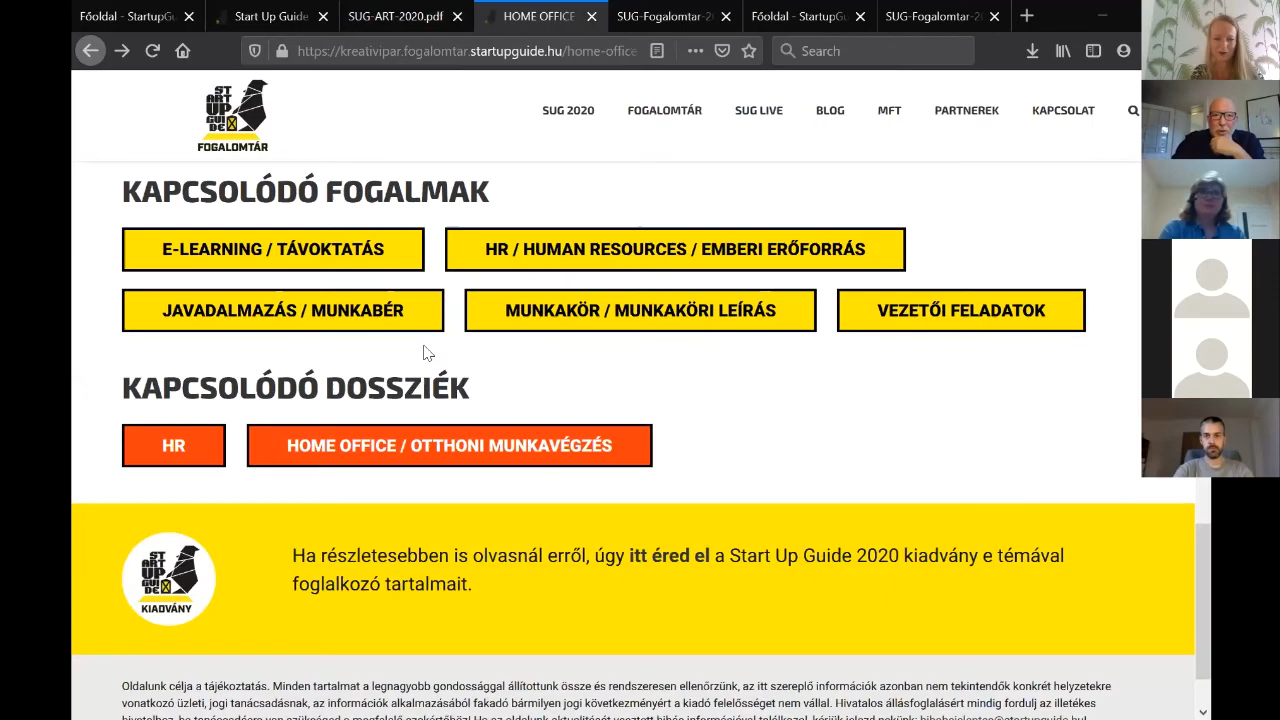 Főoldal - StartupGu
Start Up Guide
SUG-ART-2020.pdf
HOME OFFICE
SUG-Fogalomtar-2
Főoldal - StartupGu
SUG-Fogalomtar-2
https://kreativipar.fogalomtar.startupguide.hu/home-office
Search
ST
ART
UP
GUI
DE
FOGALOMTÁR
SUG 2020
FOGALOMTÁR
SUG LIVE
BLOG
MFT
PARTNEREK
KAPCSOLAT
KAPCSOLÓDÓ FOGALMAK
E-LEARNING / TÁVOKTATÁS
HR / HUMAN RESOURCES / EMBERI ERŐFORRÁS
JAVADALMAZÁS / MUNKABÉR
MUNKAKÖR / MUNKAKÖRI LEÍRÁS
VEZETŐI FELADATOK
KAPCSOLÓDÓ DOSSZIÉK
HR
HOME OFFICE / OTTHONI MUNKAVÉGZÉS
ST
ART
UP
GUI
DE
KIADVÁNY
Ha részletesebben is olvasnál erről, úgy itt éred el a Start Up Guide 2020 kiadvány e témával
foglalkozó tartalmait.
Oldalunk célja a tájékoztatás. Minden tartalmat a legnagyobb gondossággal állítottunk össze és rendszeresen ellenőrzünk, az itt szereplő információk azonban nem tekintendők konkrét helyzetekre
vonatkozó üzleti, jogi tanácsadásnak, az információk alkalmazásából fakadó bármilyen jogi következményért a kiadó felelősséget nem vállal. Hivatalos állásfoglalásért mindig fordulj az illetékes